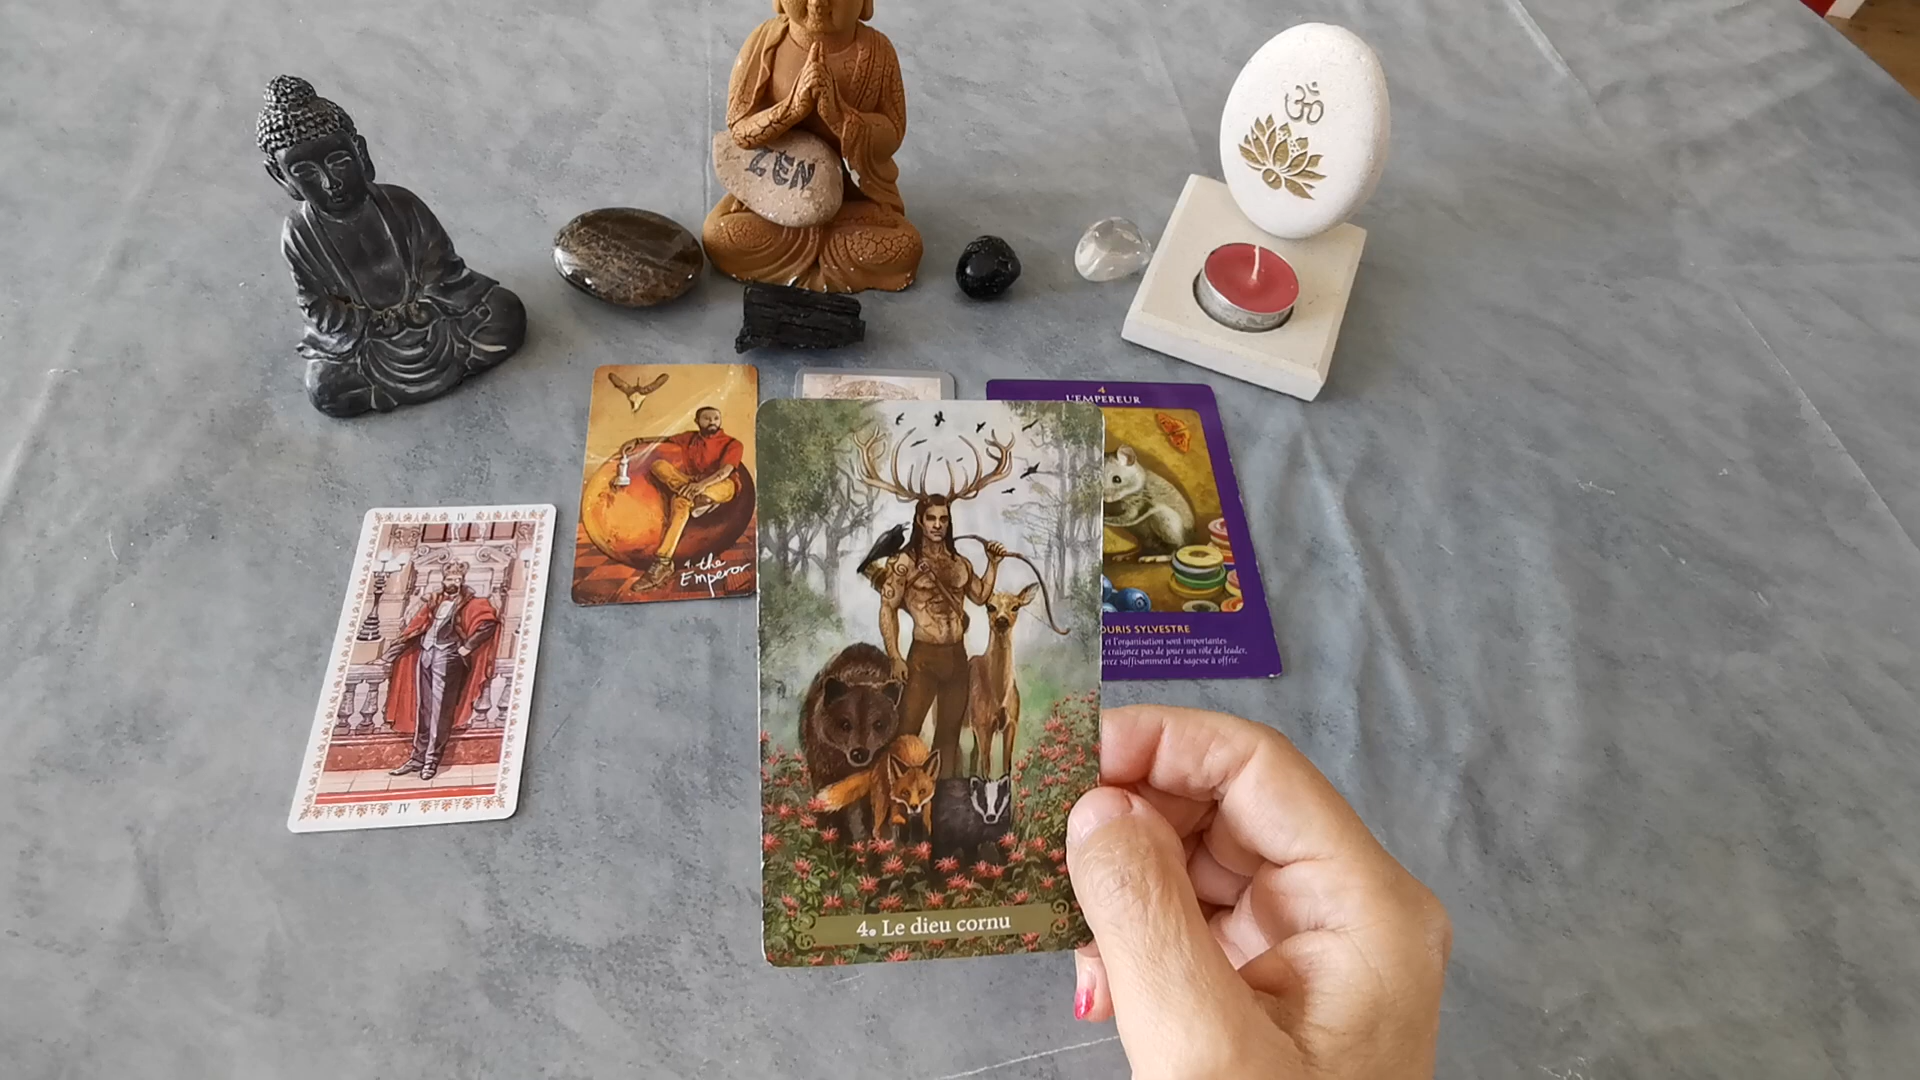 ZEN
ॐ
4
L'EMPEREUR
4. the
Emperor
IV
IV
OURIS SYLVESTRE
et l'organisation sont importantes
e craignez pas de jouer un rôle de leader,
avez suffisamment de sagesse à offrir.
4. Le dieu cornu